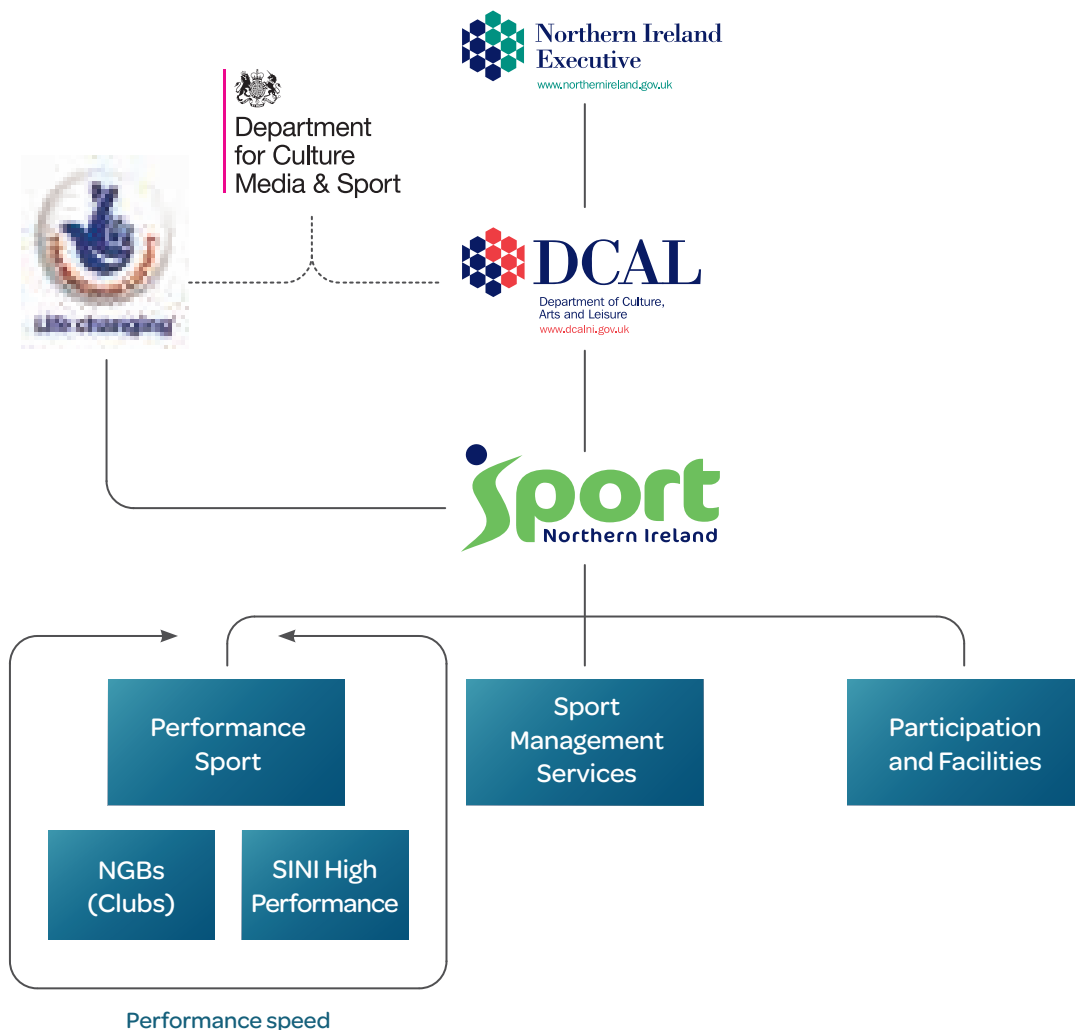 Northern Ireland
Executive
www.northernireland.gov.uk
Department
for Culture
Media & Sport
Life changing
DCAL
Department of Culture,
Arts and Leisure
www.dcalni.gov.uk
Sport
Northern Ireland
Performance
Sport
Sport
Management
Services
Participation
and Facilities
NGBs
(Clubs)
SINI High
Performance
Performance speed